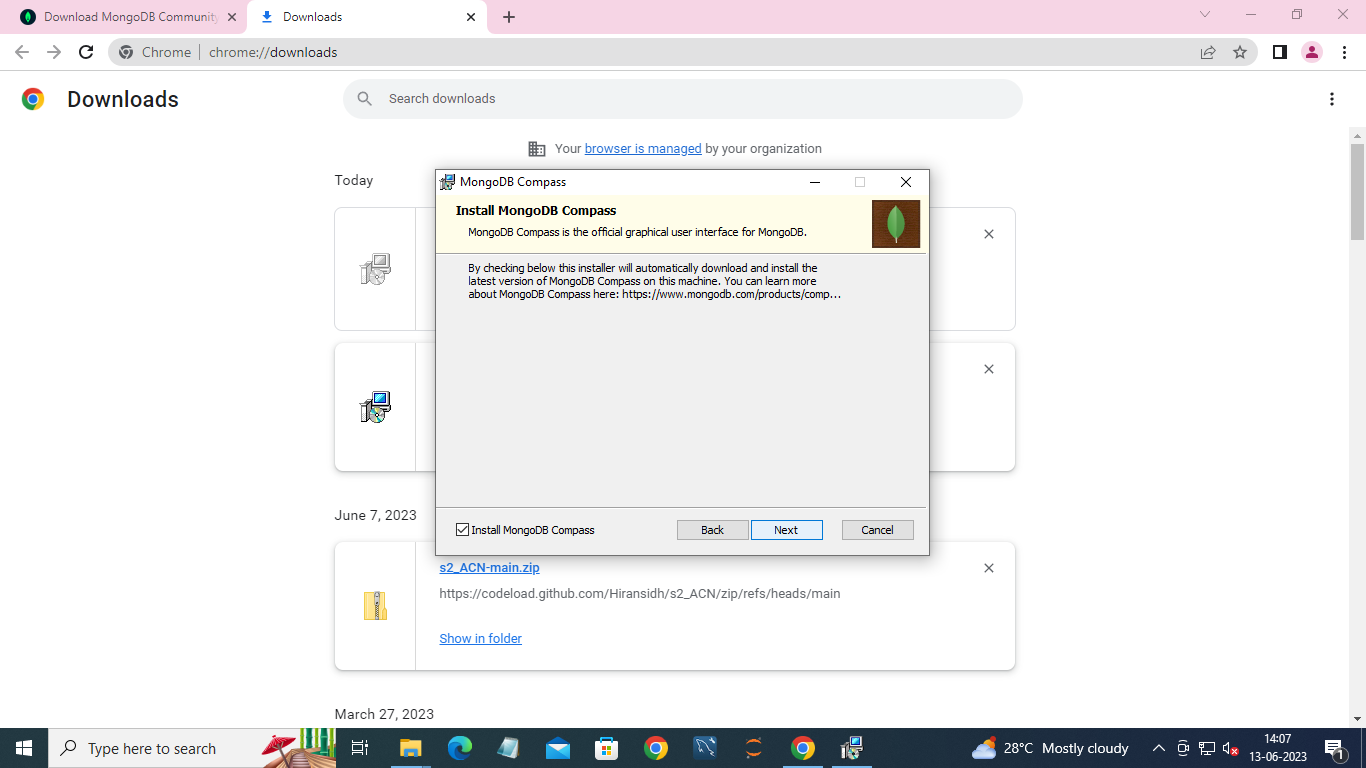 Download MongoDB Community
Downloads
Chrome
chrome://downloads
Downloads
Search downloads
Your browser is managed by your organization
Today
MongoDB Compass
Install MongoDB Compass
MongoDB Compass is the official graphical user interface for MongoDB.
By checking below this installer will automatically download and install the
latest version of MongoDB Compass on this machine. You can learn more
about MongoDB Compass here: https://www.mongodb.com/products/comp...
Install MongoDB Compass
Back
Next
Cancel
June 7, 2023
s2_ACN-main.zip
https://codeload.github.com/Hiransidh/s2_ACN/zip/refs/heads/main
Show in folder
March 27, 2023
Type here to search
28°C Mostly cloudy
14:07
13-06-2023
1